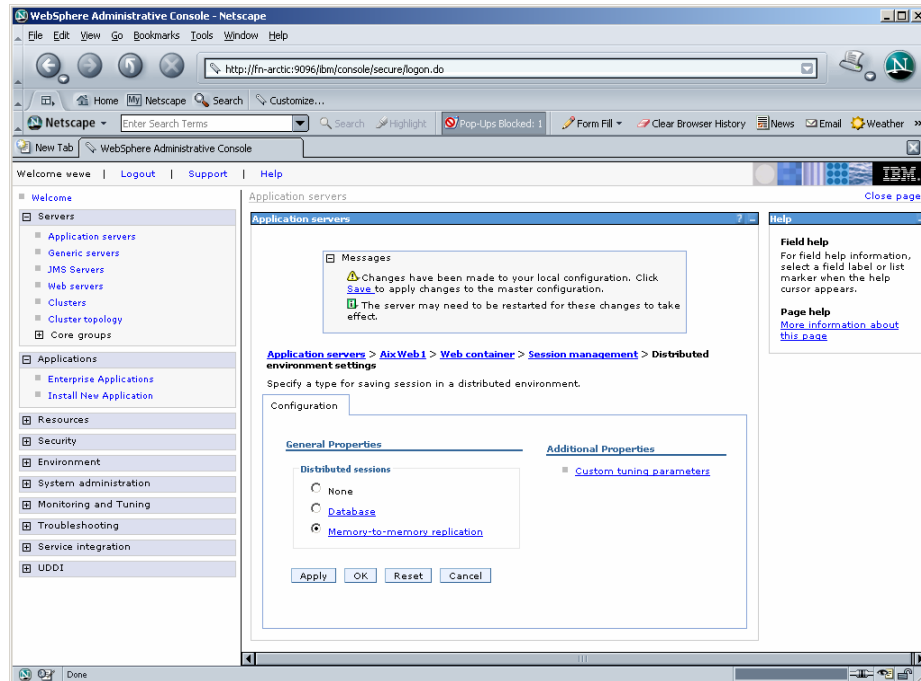 WebSphere Administrative Console - Netscape
File Edit View Go Bookmarks Tools Window Help
http://fn-arctic:9096/ibm/console/secure/logon.do
Home My Netscape Search Customize...
Netscape Enter Search Terms Search Highlight Pop-Ups Blocked: 1 Form Fill Clear Browser History News Email Weather »
New Tab WebSphere Administrative Console
Welcome wewe | Logout | Support | Help
IBM.
Welcome
Servers
Application servers
Generic servers
JMS Servers
Web servers
Clusters
Cluster topology
Core groups
Applications
Enterprise Applications
Install New Application
Resources
Security
Environment
System administration
Monitoring and Tuning
Troubleshooting
Service integration
UDDI
Application servers
Close page
Application servers ? -
Messages
Changes have been made to your local configuration. Click
Save to apply changes to the master configuration.
The server may need to be restarted for these changes to take
effect.
Application servers > AixWeb1 > Web container > Session management > Distributed
environment settings
Specify a type for saving session in a distributed environment.
Configuration
General Properties
Distributed sessions
None
Database
Memory-to-memory replication
Apply OK Reset Cancel
Additional Properties
Custom tuning parameters
Help
Field help
For field help information,
select a field label or list
marker when the help
cursor appears.
Page help
More information about
this page
Done